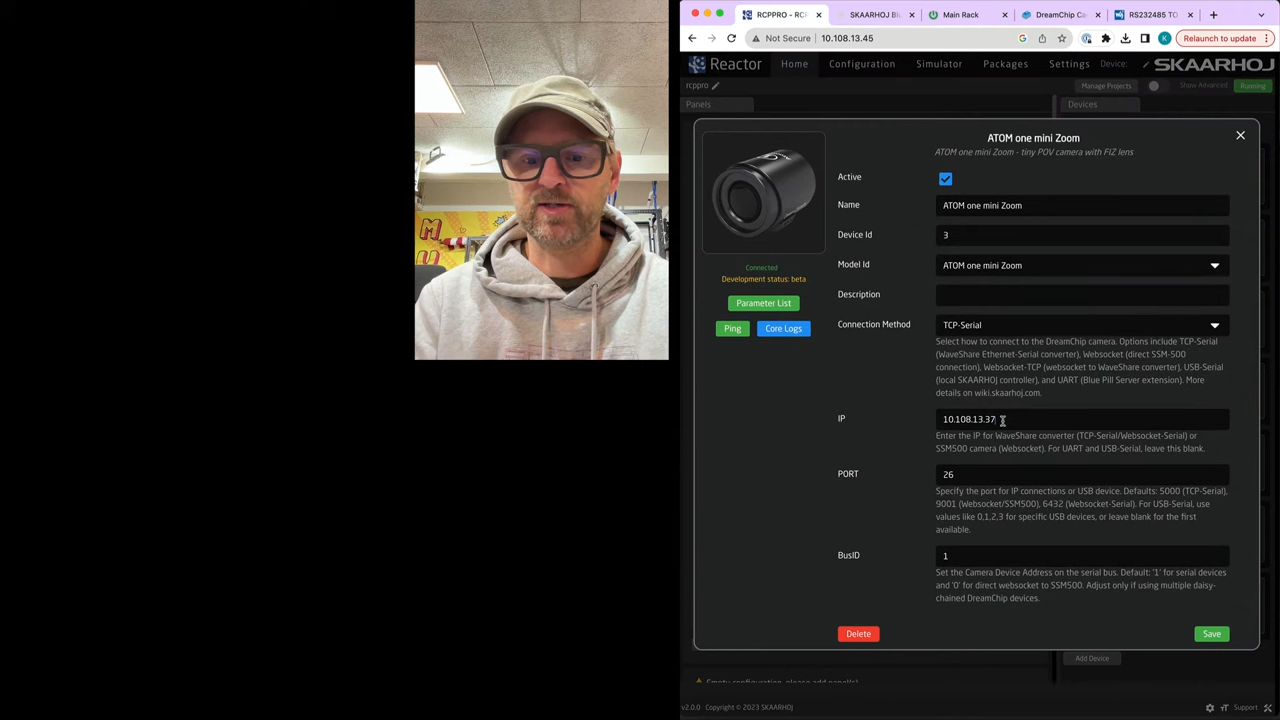 RCPPRO - RCP
SKAARHOJ Bl
Main Rack
DreamChip Ca
RS232485 TO
Not Secure
10.108.13.45
K
Relaunch to update
Reactor
Home
Configuration
Simulator
Packages
Settings
Device:
SKAARHOJ
rcppro
Manage Projects
Show Advanced
Running
Panels
Devices
ATOM one mini Zoom
ATOM one mini Zoom - tiny POV camera with FIZ lens
Active
Name
ATOM one mini Zoom
Device Id
3
Model Id
ATOM one mini Zoom
Description
Connected
Development status: beta
Parameter List
Ping
Core Logs
Connection Method
TCP-Serial
Select how to connect to the DreamChip camera. Options include TCP-Serial
(WaveShare Ethernet-Serial converter), Websocket (direct SSM-500
connection), Websocket-TCP (websocket to WaveShare converter), USB-Serial
(local SKAARHOJ controller), and UART (Blue Pill Server extension). More
details on wiki.skaarhoj.com.
IP
10.108.13.37
Enter the IP for WaveShare converter (TCP-Serial/Websocket-Serial) or
SSM500 camera (Websocket). For UART and USB-Serial, leave this blank.
PORT
26
Specify the port for IP connections or USB device. Defaults: 5000 (TCP-Serial),
9001 (Websocket/SSM500), 6432 (Websocket-Serial). For USB-Serial, use
values like 0,1,2,3 for specific USB devices, or leave blank for the first
available.
BusID
1
Set the Camera Device Address on the serial bus. Default: '1' for serial devices
and '0' for direct websocket to SSM500. Adjust only if using multiple daisy-
chained DreamChip devices.
Delete
Save
Add Device
Empty configuration, please add panel(s)
v2.0.0 Copyright © 2023 SKAARHOJ
Support